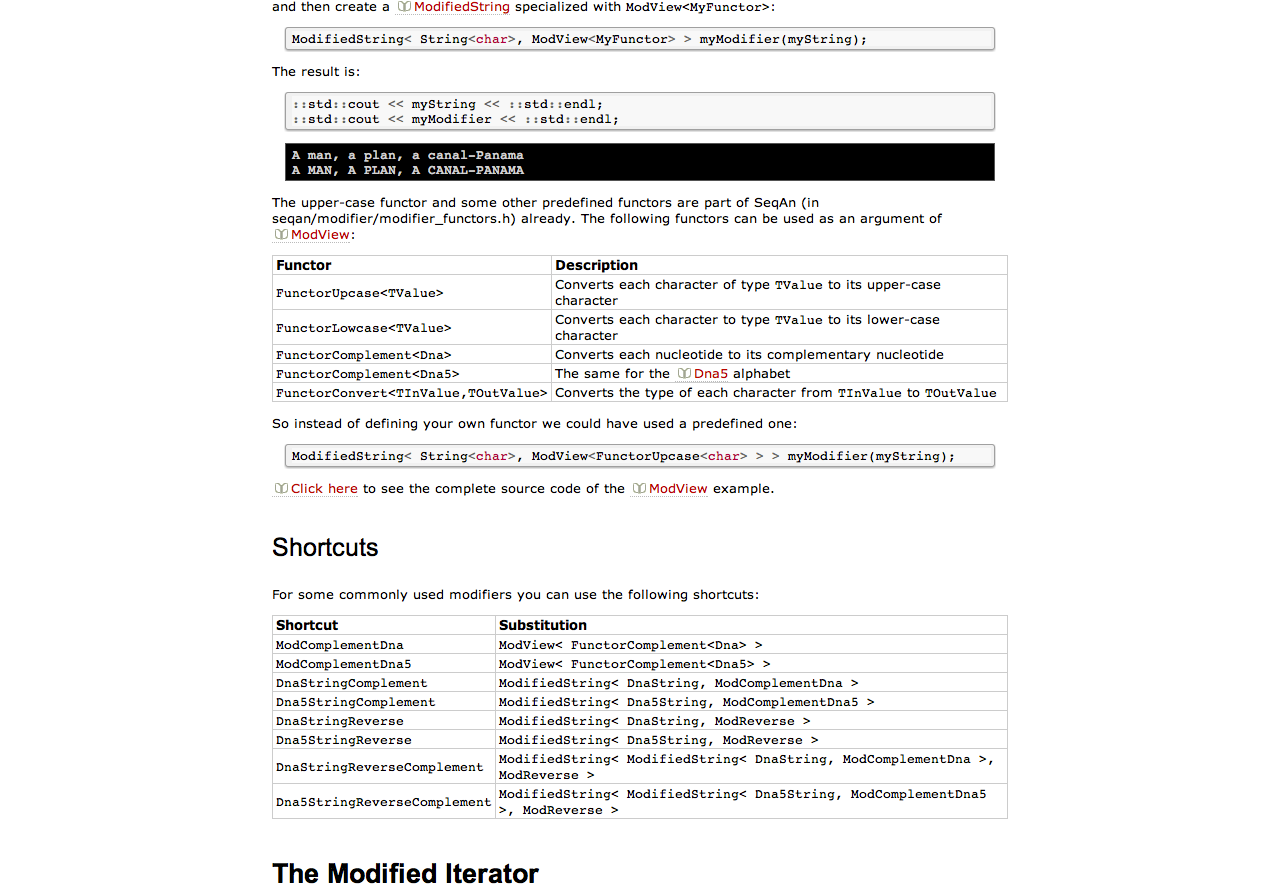 and then create a ModifiedString specialized with ModView<MyFunctor>:
ModifiedString< String<char>, ModView<MyFunctor> > myModifier(myString);
The result is:
::std::cout << myString << ::std::endl;
::std::cout << myModifier << ::std::endl;
A man, a plan, a canal-Panama
A MAN, A PLAN, A CANAL-PANAMA
The upper-case functor and some other predefined functors are part of SeqAn (in
seqan/modifier/modifier_functors.h) already. The following functors can be used as an argument of
ModView:
Functor Description
FunctorUpcase<TValue> Converts each character of type TValue to its upper-case
character
FunctorLowcase<TValue> Converts each character to type TValue to its lower-case
character
FunctorComplement<Dna> Converts each nucleotide to its complementary nucleotide
FunctorComplement<Dna5> The same for the Dna5 alphabet
FunctorConvert<TInValue,TOutValue> Converts the type of each character from TInValue to TOutValue
So instead of defining your own functor we could have used a predefined one:
ModifiedString< String<char>, ModView<FunctorUpcase<char> > > myModifier(myString);
Click here to see the complete source code of the ModView example.
Shortcuts
For some commonly used modifiers you can use the following shortcuts:
Shortcut Substitution
ModComplementDna ModView< FunctorComplement<Dna> >
ModComplementDna5 ModView< FunctorComplement<Dna5> >
DnaStringComplement ModifiedString< DnaString, ModComplementDna >
Dna5StringComplement ModifiedString< Dna5String, ModComplementDna5 >
DnaStringReverse ModifiedString< DnaString, ModReverse >
Dna5StringReverse ModifiedString< Dna5String, ModReverse >
DnaStringReverseComplement ModifiedString< ModifiedString< DnaString, ModComplementDna >,
ModReverse >
Dna5StringReverseComplement ModifiedString< ModifiedString< Dna5String, ModComplementDna5
>, ModReverse >
The Modified Iterator